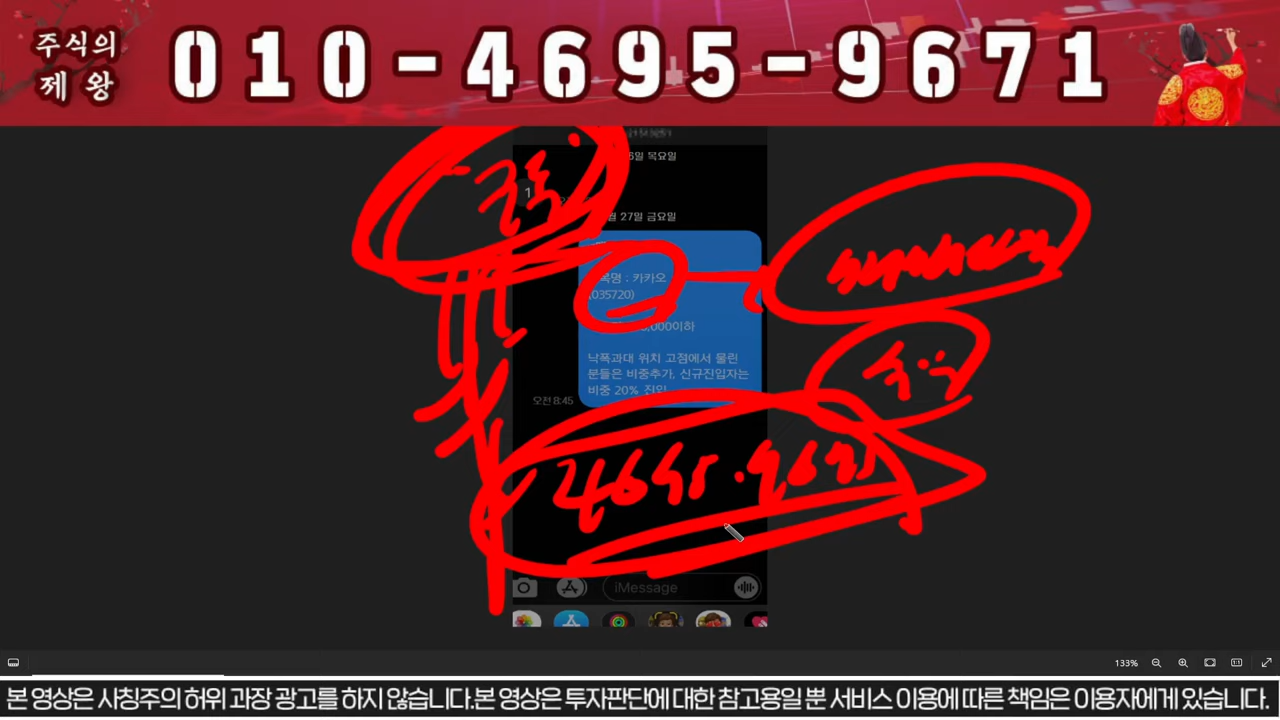 주식의
제왕
010-4695-9671
6일 목요일
1
월 27일 금요일
목명 : 카카오
(035720)
,000이하
낙폭과대 위치 고점에서 물린
분들은 비중추가, 신규진입자는
비중 20% 진입
오전 8:45
4695.9671
iMessage
133%
본 영상은 사칭주의 허위 과장 광고를 하지 않습니다.본 영상은 투자판단에 대한 참고용일 뿐 서비스 이용에 따른 책임은 이용자에게 있습니다.